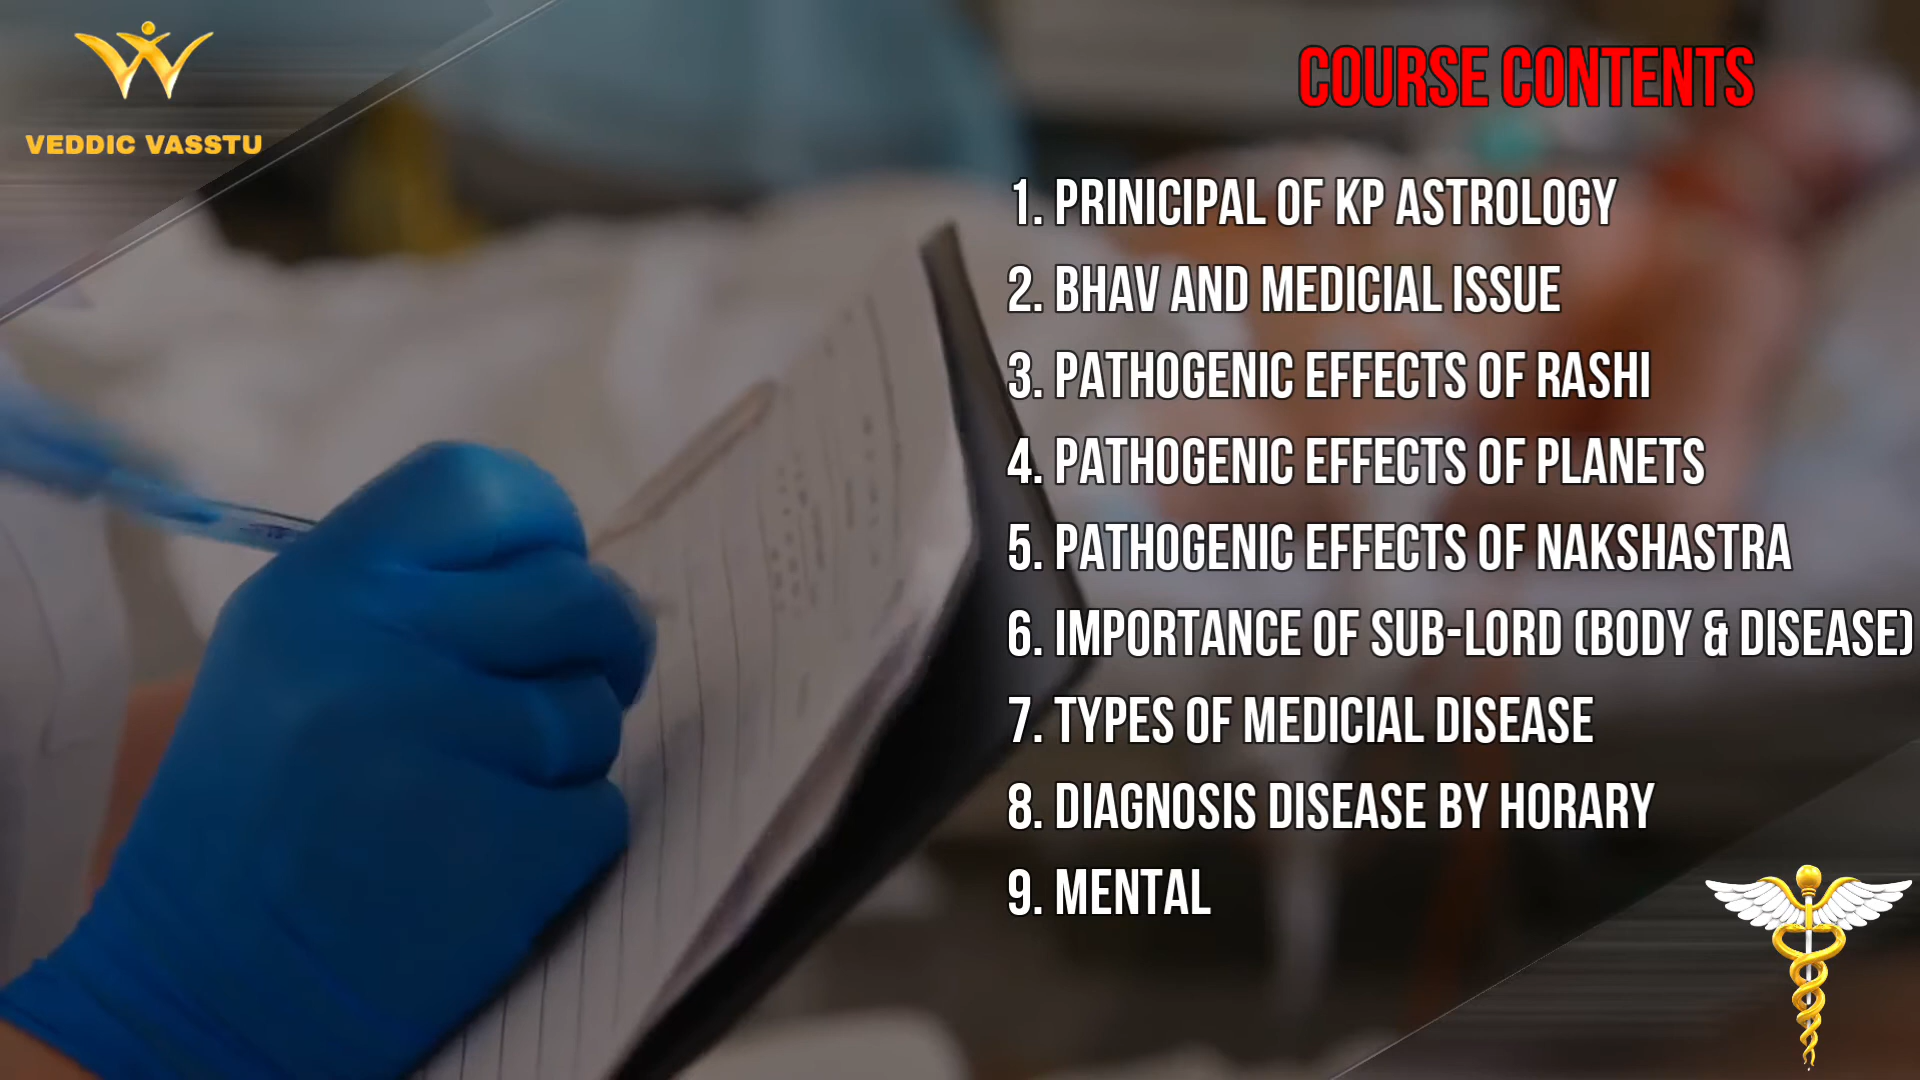 VEDDIC VASSTU
COURSE CONTENTS
1. PRINICIPAL OF KP ASTROLOGY
2. BHAV AND MEDICIAL ISSUE
3. PATHOGENIC EFFECTS OF RASHI
4. PATHOGENIC EFFECTS OF PLANETS
5. PATHOGENIC EFFECTS OF NAKSHASTRA
6. IMPORTANCE OF SUB-LORD (BODY & DISEASE)
7. TYPES OF MEDICIAL DISEASE
8. DIAGNOSIS DISEASE BY HORARY
9. MENTAL